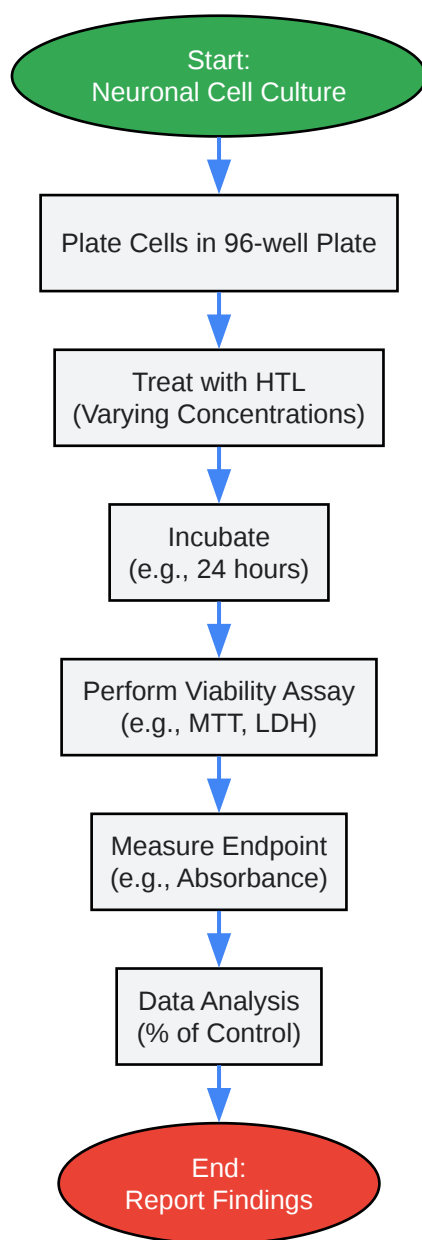 Start:
Neuronal Cell Culture
Plate Cells in 96-well Plate
Treat with HTL
(Varying Concentrations)
Incubate
(e.g., 24 hours)
Perform Viability Assay
(e.g., MTT, LDH)
Measure Endpoint
(e.g., Absorbance)
Data Analysis
(% of Control)
End:
Report Findings